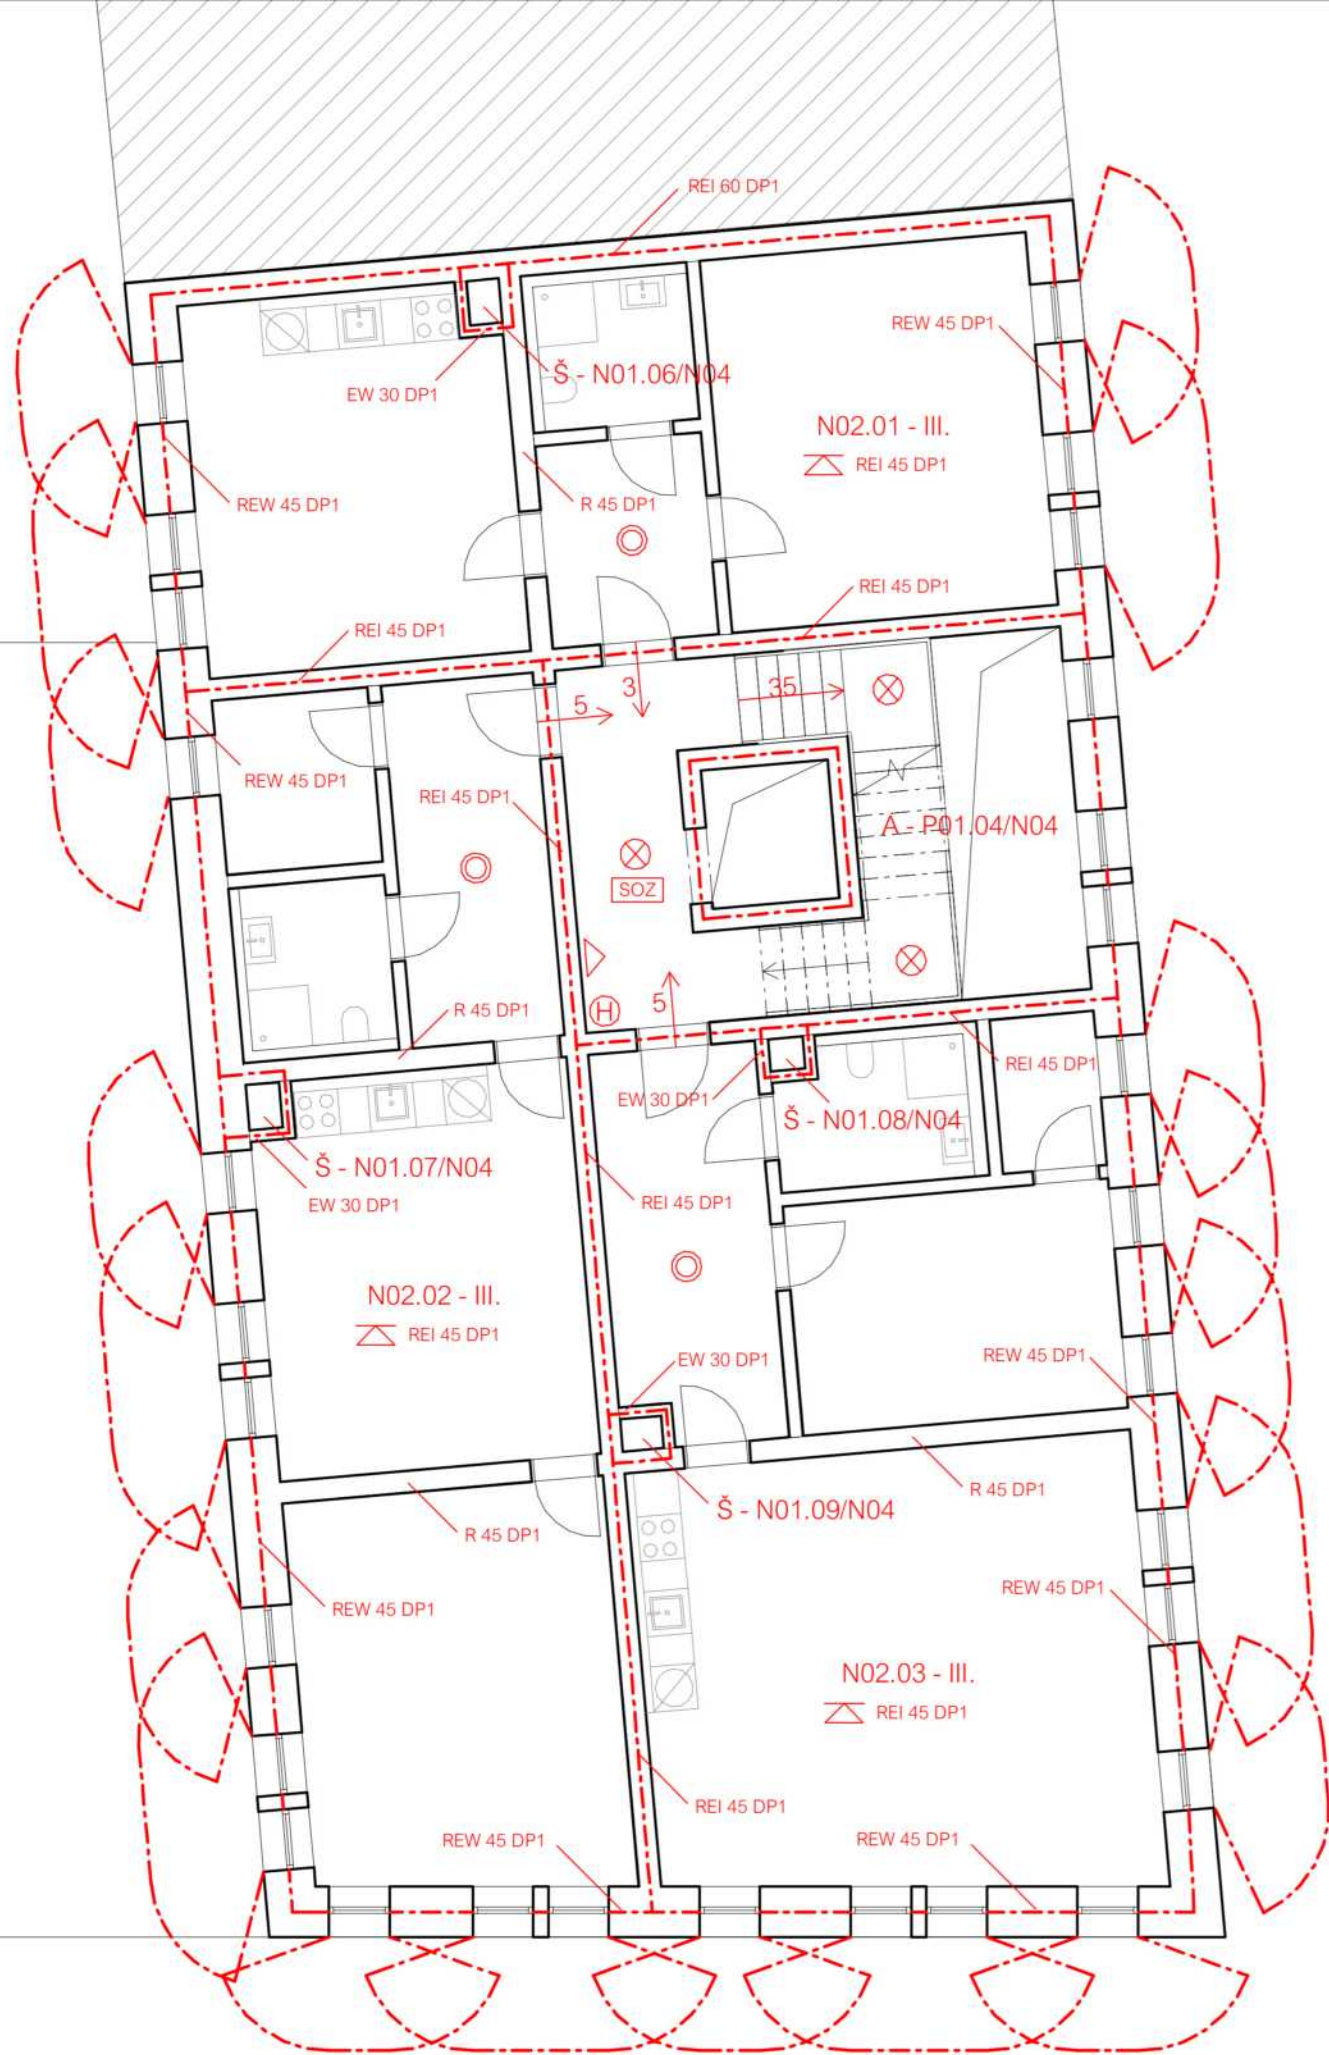 REI 60 DP1
REW 45 DP1
Š - N01.06/N04
EW 30 DP1
N02.01 - III.
REI 45 DP1
REW 45 DP1
R 45 DP1
REI 45 DP1
REI 45 DP1
3
35
5
REW 45 DP1
REI 45 DP1
A - P01.04/N04
SOZ
R 45 DP1
H
5
REI 45 DP1
EW 30 DP1
Š - N01.08/N04
Š - N01.07/N04
EW 30 DP1
REI 45 DP1
N02.02 - III.
REI 45 DP1
EW 30 DP1
REW 45 DP1
R 45 DP1
Š - N01.09/N04
R 45 DP1
REW 45 DP1
REW 45 DP1
N02.03 - III.
REI 45 DP1
REI 45 DP1
REW 45 DP1
REW 45 DP1